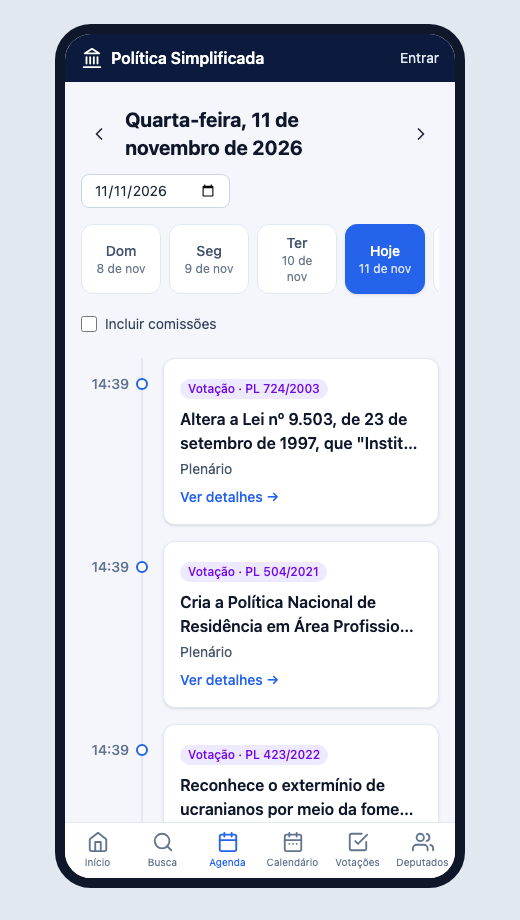 Política Simplificada
Entrar
Quarta-feira, 11 de
novembro de 2026
11/11/2026
Dom
8 de nov
Seg
9 de nov
Ter
10 de
nov
Hoje
11 de nov
Incluir comissões
14:39
Votação · PL 724/2003
Altera a Lei nº 9.503, de 23 de
setembro de 1997, que "Instit...
Plenário
Ver detalhes →
14:39
Votação · PL 504/2021
Cria a Política Nacional de
Residência em Área Profissio...
Plenário
Ver detalhes →
14:39
Votação · PL 423/2022
Reconhece o extermínio de
ucranianos por meio da fome...
Início
Busca
Agenda
Calendário
Votações
Deputados